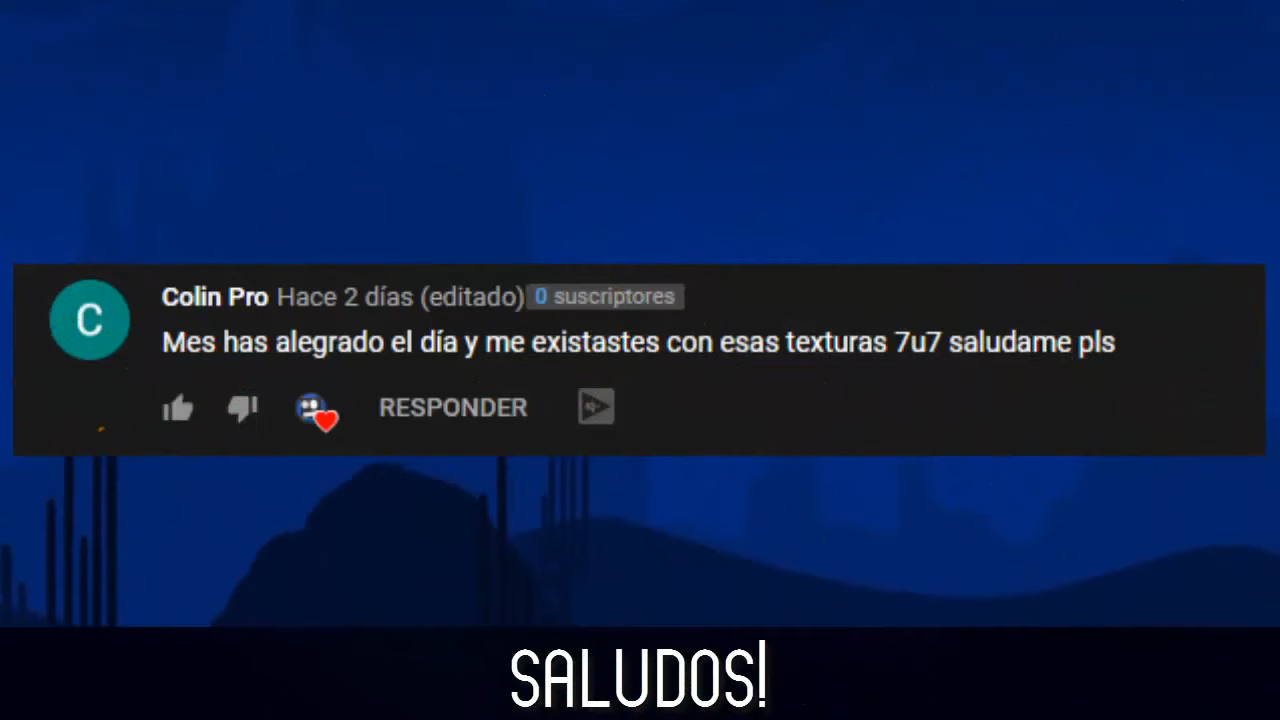 C
Colin Pro Hace 2 días (editado) 0 suscriptores
Mes has alegrado el día y me existastes con esas texturas 7u7 saludame pls
RESPONDER
SALUDOS!